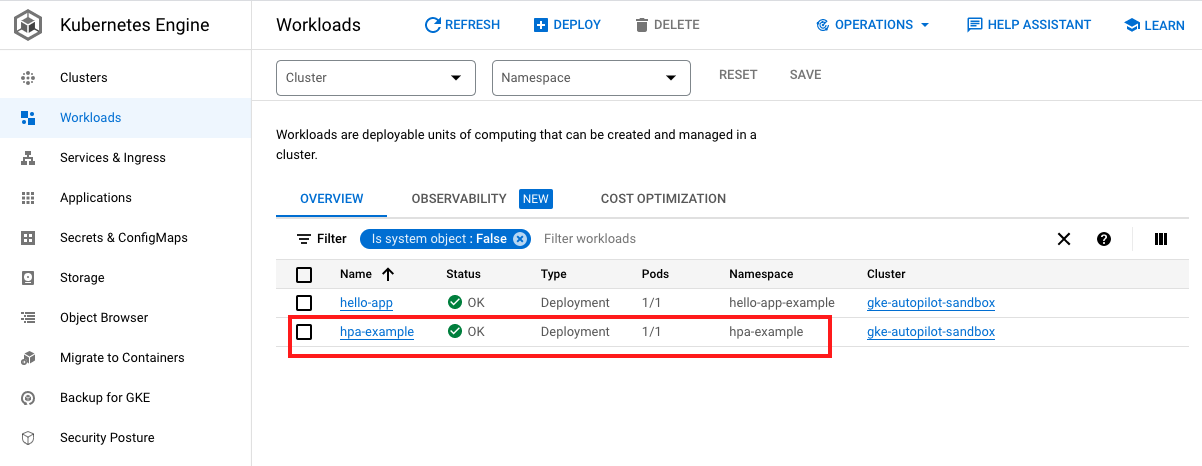 Kubernetes Engine
Workloads
REFRESH
DEPLOY
DELETE
OPERATIONS
HELP ASSISTANT
LEARN
Clusters
Workloads
Services & Ingress
Applications
Secrets & ConfigMaps
Storage
Object Browser
Migrate to Containers
Backup for GKE
Security Posture
Cluster
Namespace
RESET
SAVE
Workloads are deployable units of computing that can be created and managed in a
cluster.
OVERVIEW
OBSERVABILITY NEW
COST OPTIMIZATION
Filter
Is system object : False
Filter workloads
Name Status Type Pods Namespace Cluster
hello-app OK Deployment 1/1 hello-app-example gke-autopilot-sandbox
hpa-example OK Deployment 1/1 hpa-example gke-autopilot-sandbox